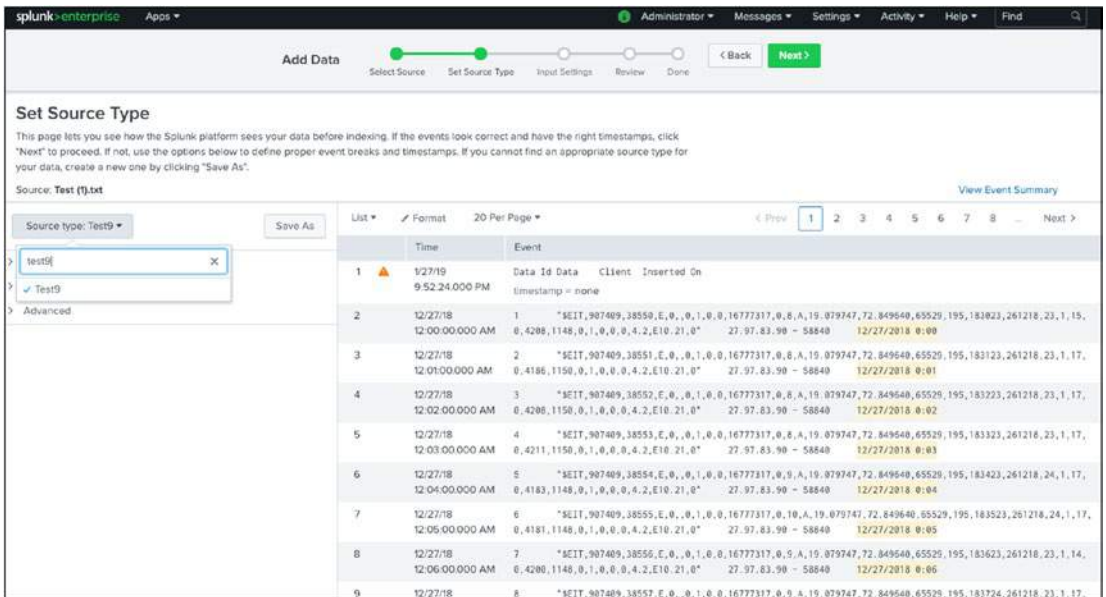 splunk>enterprise Apps Administrator Messages Settings Activity Help Find
Add Data
Select Source Set Source Type Input Settings Review Done
< Back Next >
Set Source Type
This page lets you see how the Splunk platform sees your data before indexing. If the events look correct and have the right timestamps, click
"Next" to proceed. If not, use the options below to define proper event breaks and timestamps. If you cannot find an appropriate source type for
your data, create a new one by clicking "Save As".
Source: Test (1).txt
View Event Summary
Source type: Test9
Save As
test9
Test9
Advanced
List Format 20 Per Page
< Prev 1 2 3 4 5 6 7 8 ... Next >
Time Event
1 1/27/19 Data Id Data Client Inserted On
9:52:24.000 PM timestamp = none
2 12/27/18 1 "$EIT,907409,38550,E,0,,0,1,0,0,16777317,0,8,A,19.079747,72.849640,65529,195,183023,261218,23,1,15,
12:00:00.000 AM 0,4208,1148,0,1,0,0,0,4.2,E10.21,0" 27.97.83.90 - 58840 12/27/2018 0:00
3 12/27/18 2 "$EIT,907409,38551,E,0,,0,1,0,0,16777317,0,8,A,19.079747,72.849640,65529,195,183123,261218,23,1,17,
12:01:00.000 AM 0,4186,1150,0,1,0,0,0,4.2,E10.21,0" 27.97.83.90 - 58840 12/27/2018 0:01
4 12/27/18 3 "$EIT,907409,38552,E,0,,0,1,0,0,16777317,0,8,A,19.079747,72.849640,65529,195,183223,261218,23,1,17,
12:02:00.000 AM 0,4208,1150,0,1,0,0,0,4.2,E10.21,0" 27.97.83.90 - 58840 12/27/2018 0:02
5 12/27/18 4 "$EIT,907409,38553,E,0,,0,1,0,0,16777317,0,8,A,19.079747,72.849640,65529,195,183323,261218,23,1,17,
12:03:00.000 AM 0,4211,1150,0,1,0,0,0,4.2,E10.21,0" 27.97.83.90 - 58840 12/27/2018 0:03
6 12/27/18 5 "$EIT,907409,38554,E,0,,0,1,0,0,16777317,0,9,A,19.079747,72.849640,65529,195,183423,261218,24,1,17,
12:04:00.000 AM 0,4183,1148,0,1,0,0,0,4.2,E10.21,0" 27.97.83.90 - 58840 12/27/2018 0:04
7 12/27/18 6 "$EIT,907409,38555,E,0,,0,1,0,0,16777317,0,10,A,19.079747,72.849640,65529,195,183523,261218,24,1,17,
12:05:00.000 AM 0,4181,1148,0,1,0,0,0,4.2,E10.21,0" 27.97.83.90 - 58840 12/27/2018 0:05
8 12/27/18 7 "$EIT,907409,38556,E,0,,0,1,0,0,16777317,0,9,A,19.079747,72.849640,65529,195,183623,261218,23,1,14,
12:06:00.000 AM 0,4200,1148,0,1,0,0,0,4.2,E10.21,0" 27.97.83.90 - 58840 12/27/2018 0:06
9 12/27/18 8 "$EIT,907409,38557,E,0,,0,1,0,0,16777317,0,9,A,19.079747,72.849640,65529,195,183724,261218,23,1,17,